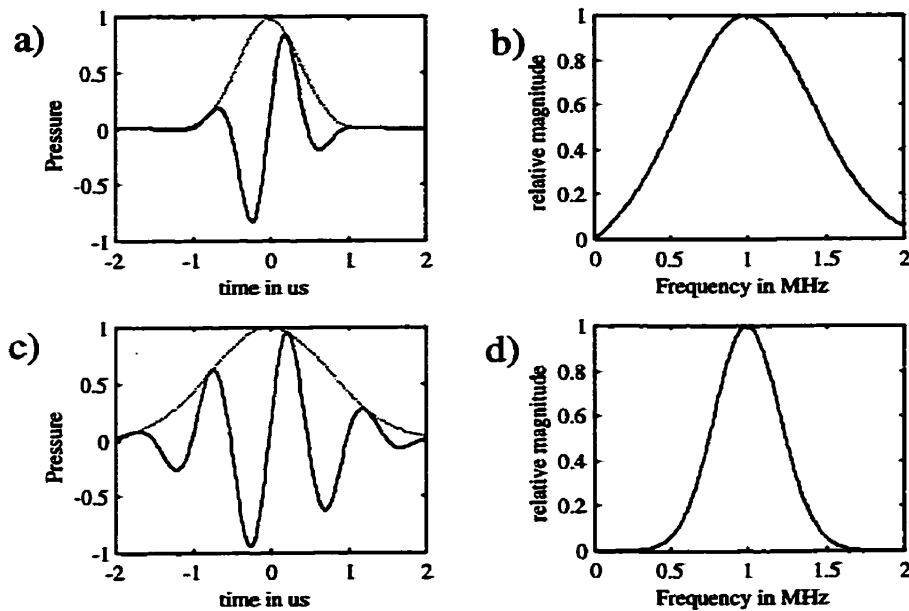 a)
1
0.5
0
-0.5
-1
Pressure
-2 -1 0 1 2
time in us
b)
1
0.8
0.6
0.4
0.2
0
relative magnitude
0 0.5 1 1.5 2
Frequency in MHz
c)
1
0.5
0
-0.5
-1
Pressure
-2 -1 0 1 2
time in us
d)
1
0.8
0.6
0.4
0.2
0
relative magnitude
0 0.5 1 1.5 2
Frequency in MHz